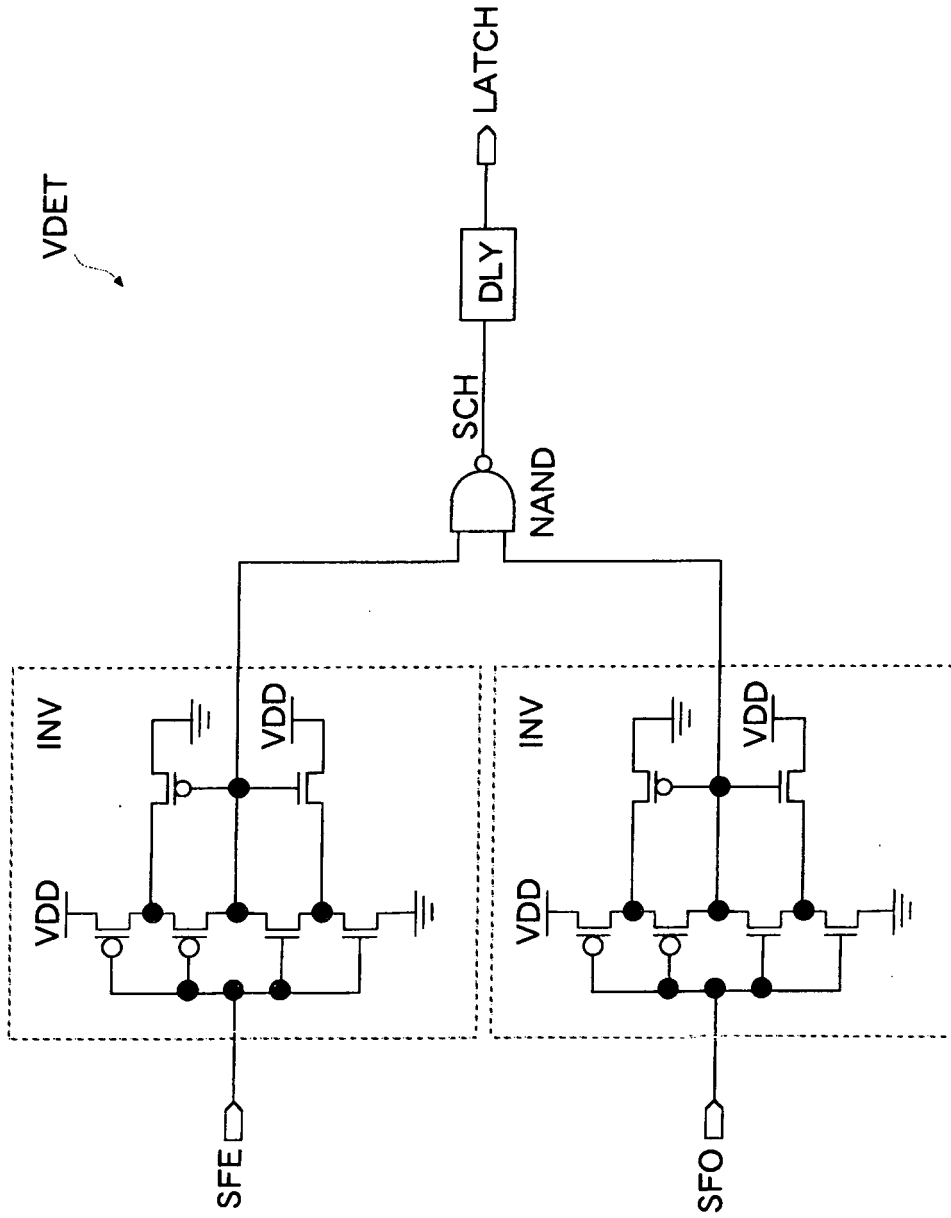 VDET
INV
VDD
VDD
SFE
INV
VDD
VDD
SFO
NAND
SCH
DLY
LATCH